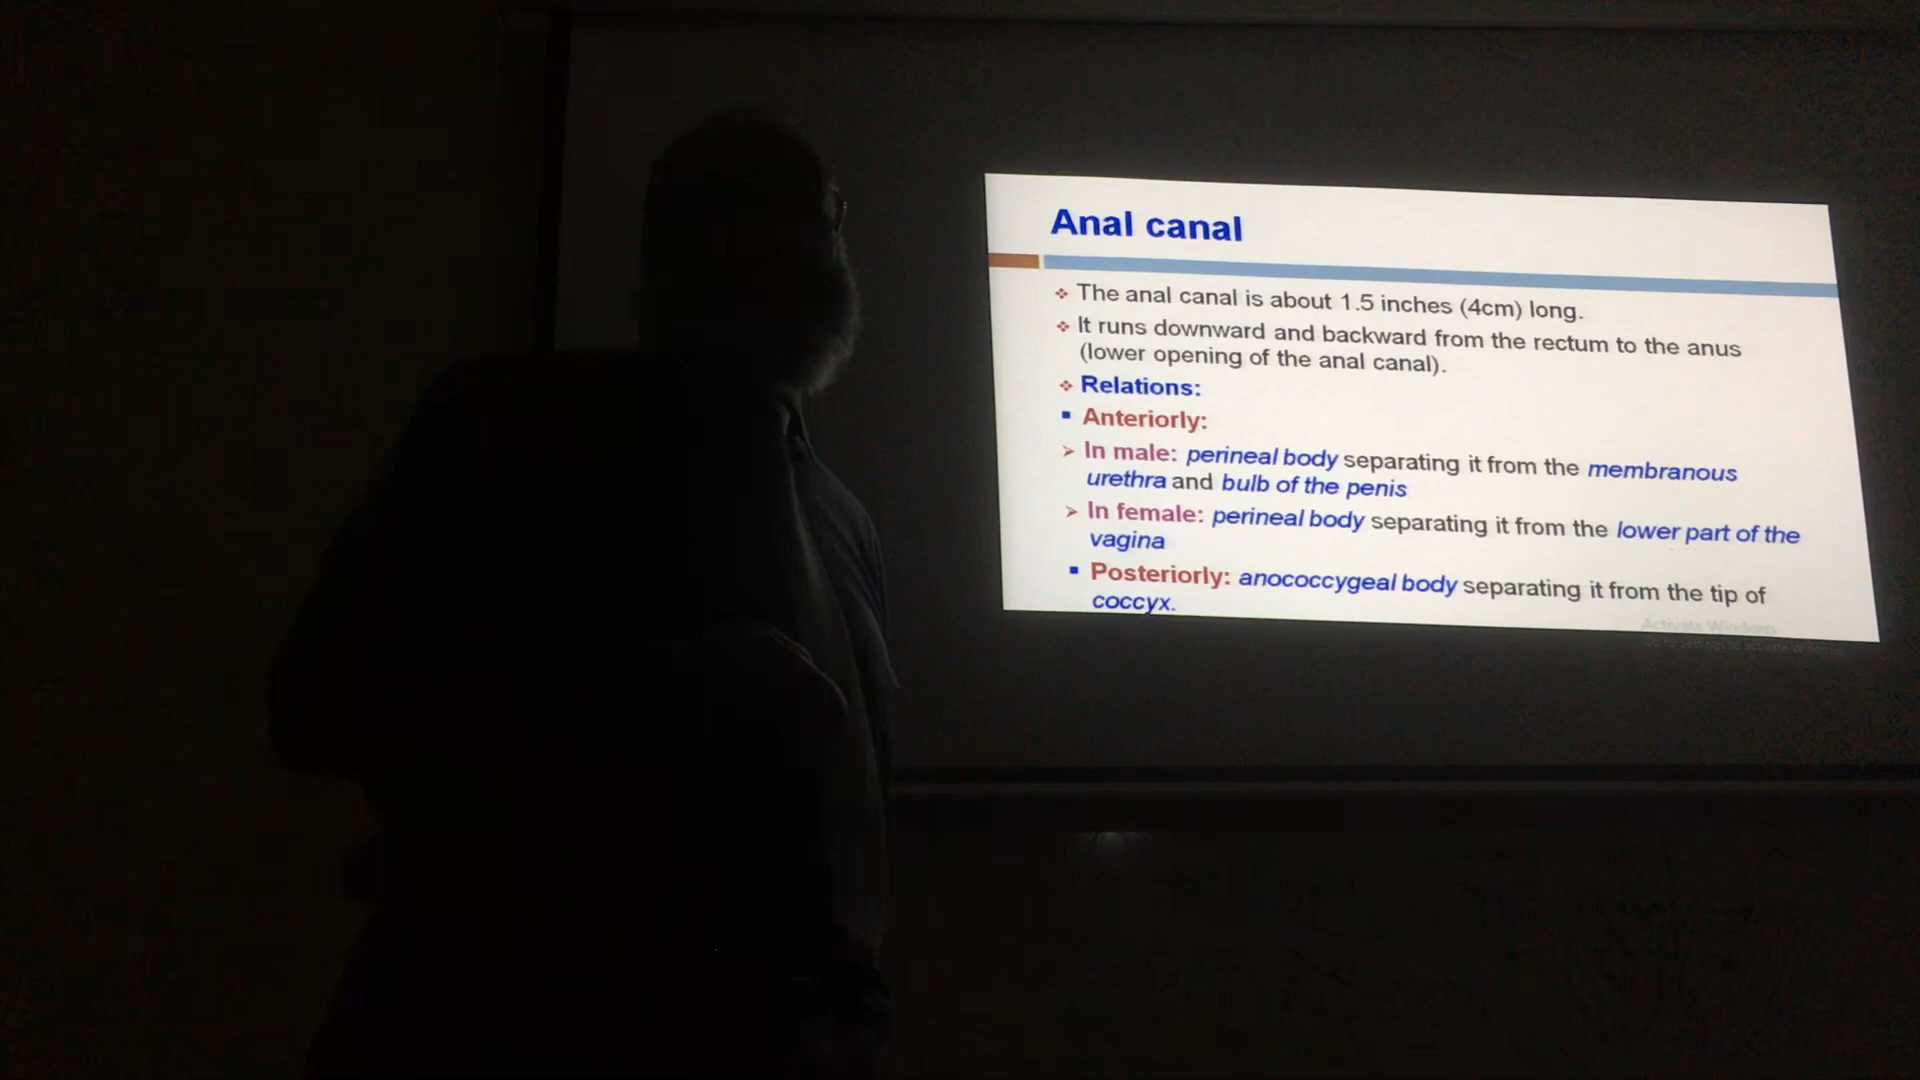 Anal canal
❖ The anal canal is about 1.5 inches (4cm) long.
❖ It runs downward and backward from the rectum to the anus
(lower opening of the anal canal).
❖ Relations:
▪ Anteriorly:
➢ In male: perineal body separating it from the membranous
urethra and bulb of the penis
➢ In female: perineal body separating it from the lower part of the
vagina
▪ Posteriorly: anococcygeal body separating it from the tip of
coccyx.
Activate Windows